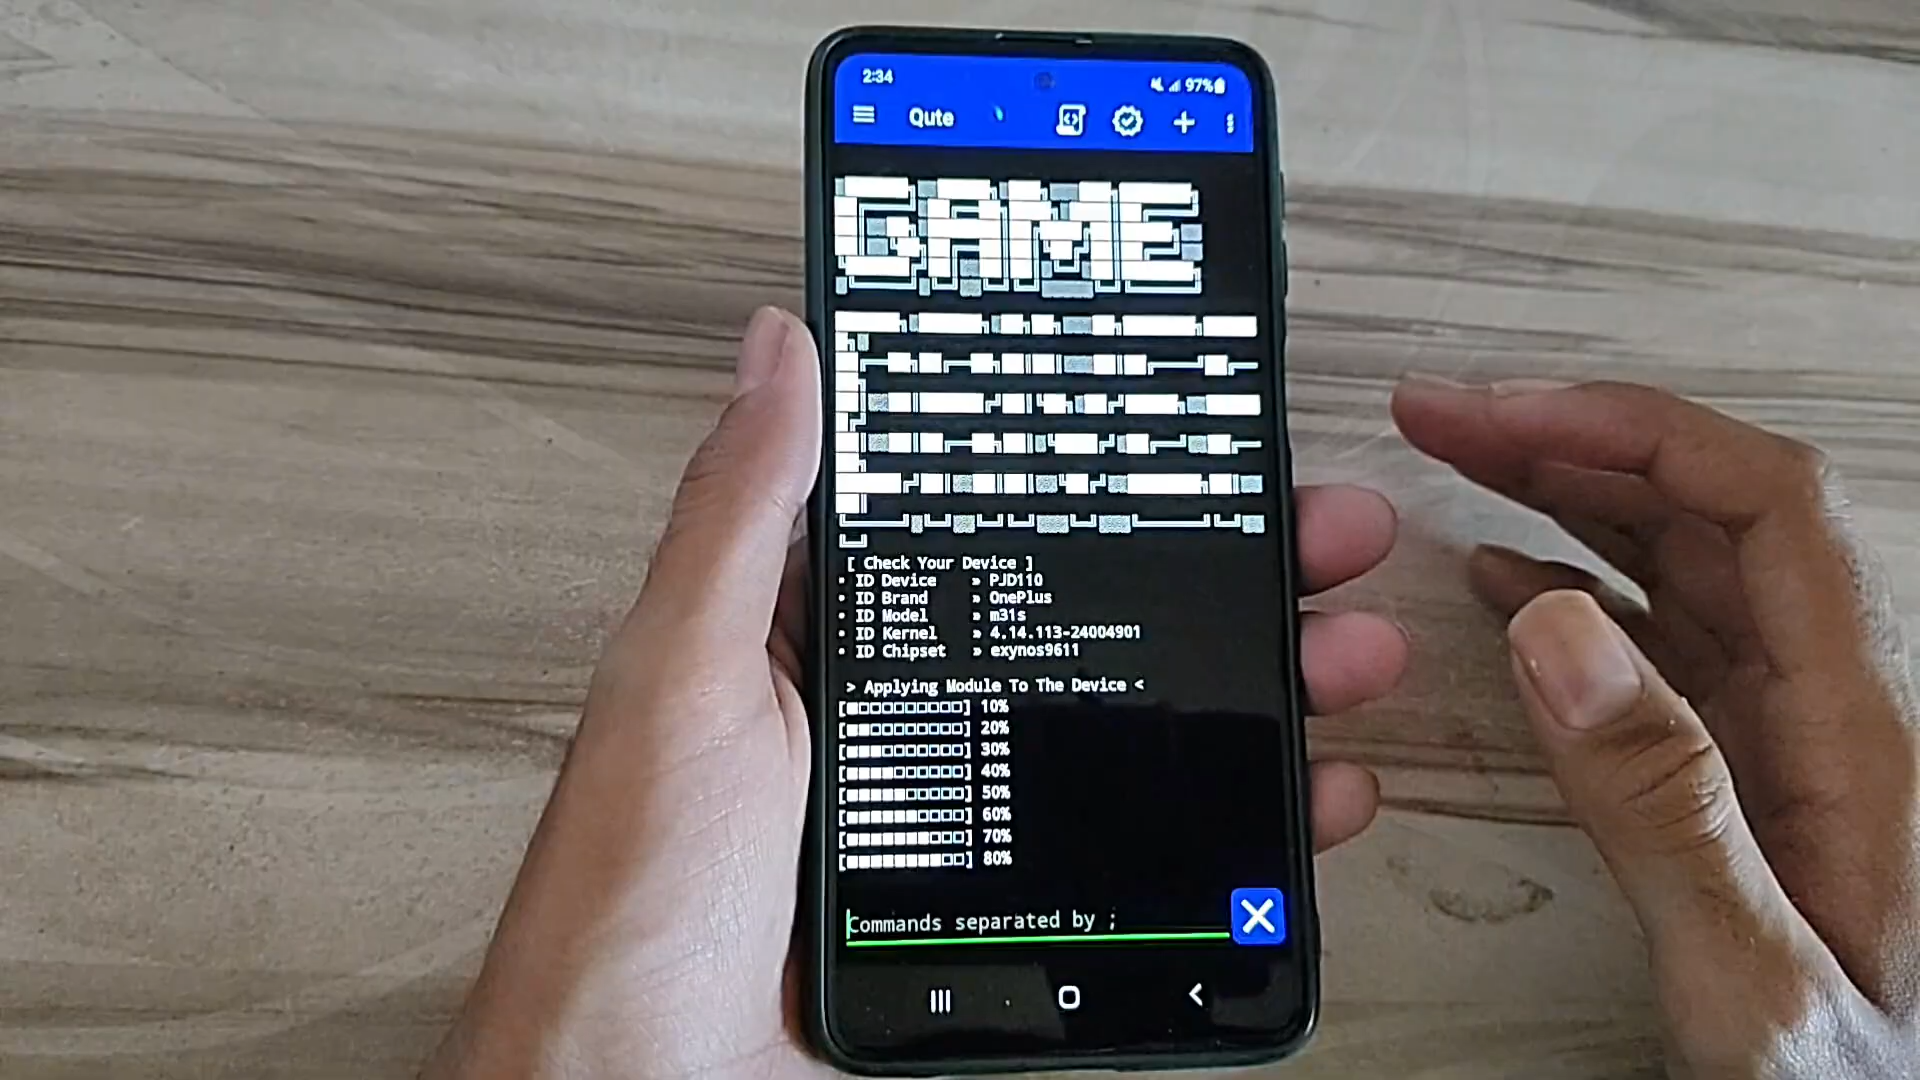 2:34
97%
Qute
GAME
[ Check Your Device ]
• ID Device » PJD110
• ID Brand » OnePlus
• ID Model » m31s
• ID Kernel » 4.14.113-24004901
• ID Chipset » exynos9611
> Applying Module To The Device <
[■□□□□□□□□□] 10%
[■■□□□□□□□□] 20%
[■■■□□□□□□□] 30%
[■■■■□□□□□□] 40%
[■■■■■□□□□□] 50%
[■■■■■■□□□□] 60%
[■■■■■■■□□□] 70%
[■■■■■■■■□□] 80%
Commands separated by ;